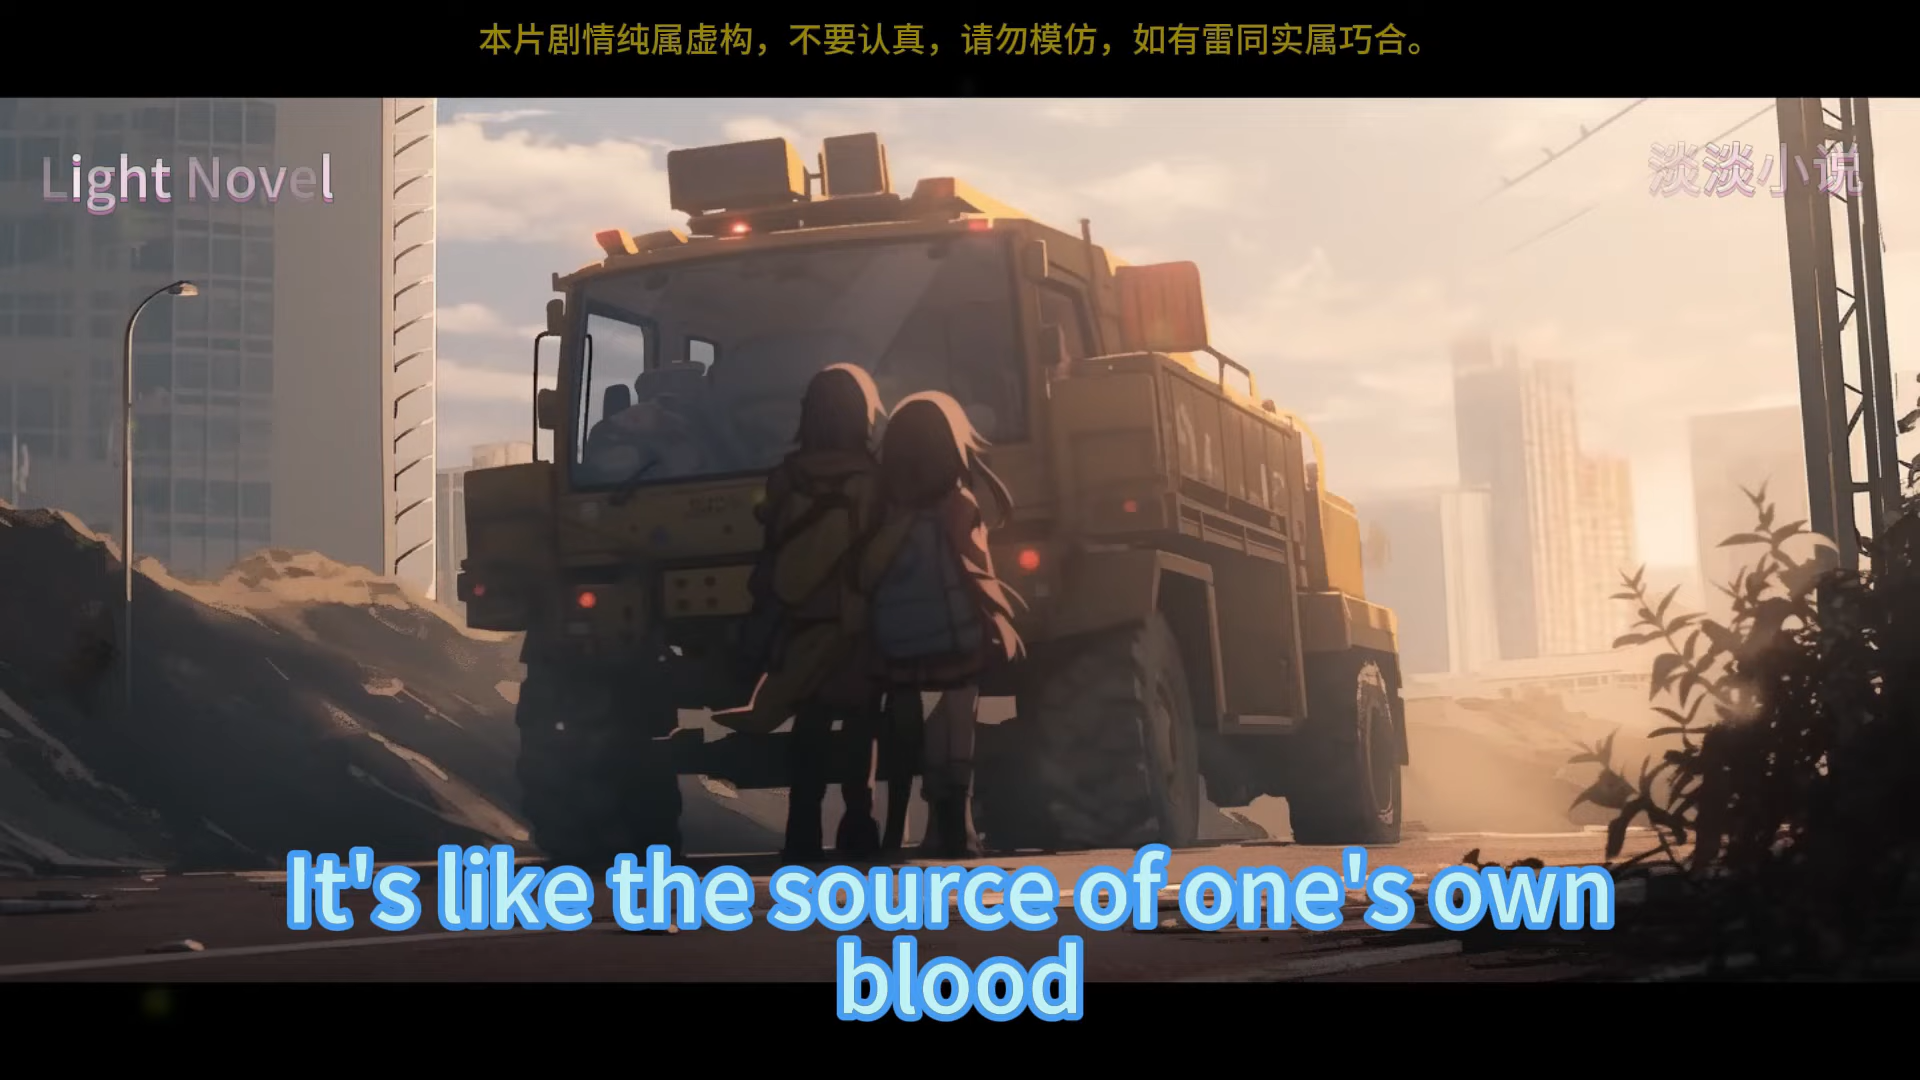 本片剧情纯属虚构，不要认真，请勿模仿，如有雷同实属巧合。
Light Novel
淡淡小说
It's like the source of one's own
blood